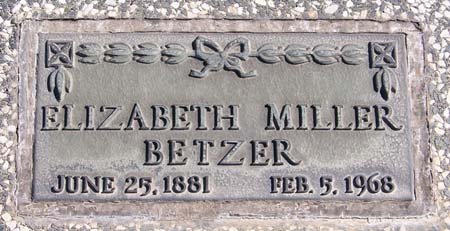 ELIZABETH MILLER
BETZER
JUNE 25, 1881 FEB. 5, 1968